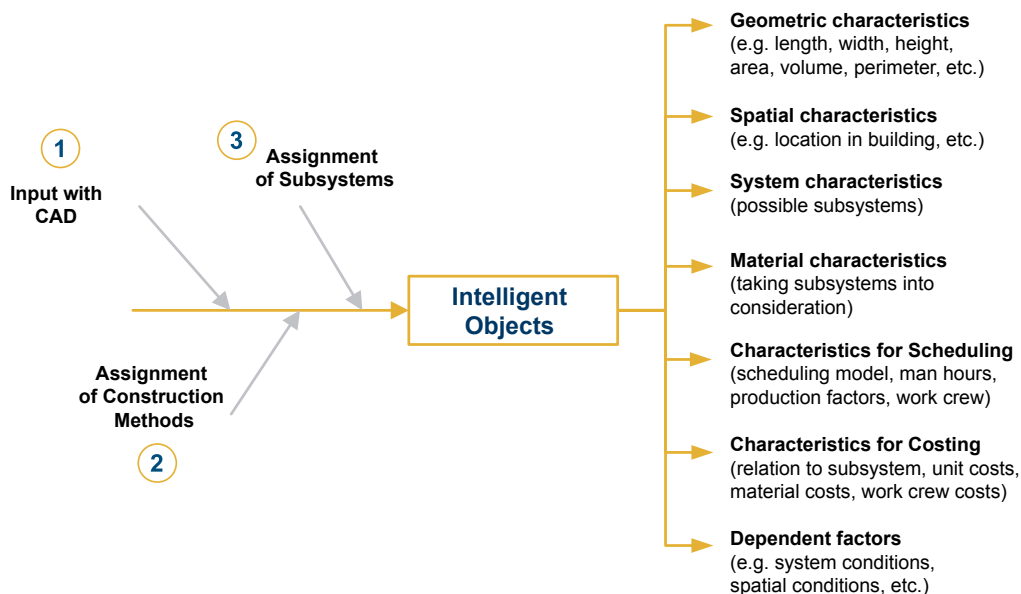 1
Input with
CAD
3
Assignment
of Subsystems
Assignment
of Construction
Methods
2
Intelligent
Objects
Geometric characteristics
(e.g. length, width, height,
area, volume, perimeter, etc.)
Spatial characteristics
(e.g. location in building, etc.)
System characteristics
(possible subsystems)
Material characteristics
(taking subsystems into
consideration)
Characteristics for Scheduling
(scheduling model, man hours,
production factors, work crew)
Characteristics for Costing
(relation to subsystem, unit costs,
material costs, work crew costs)
Dependent factors
(e.g. system conditions,
spatial conditions, etc.)